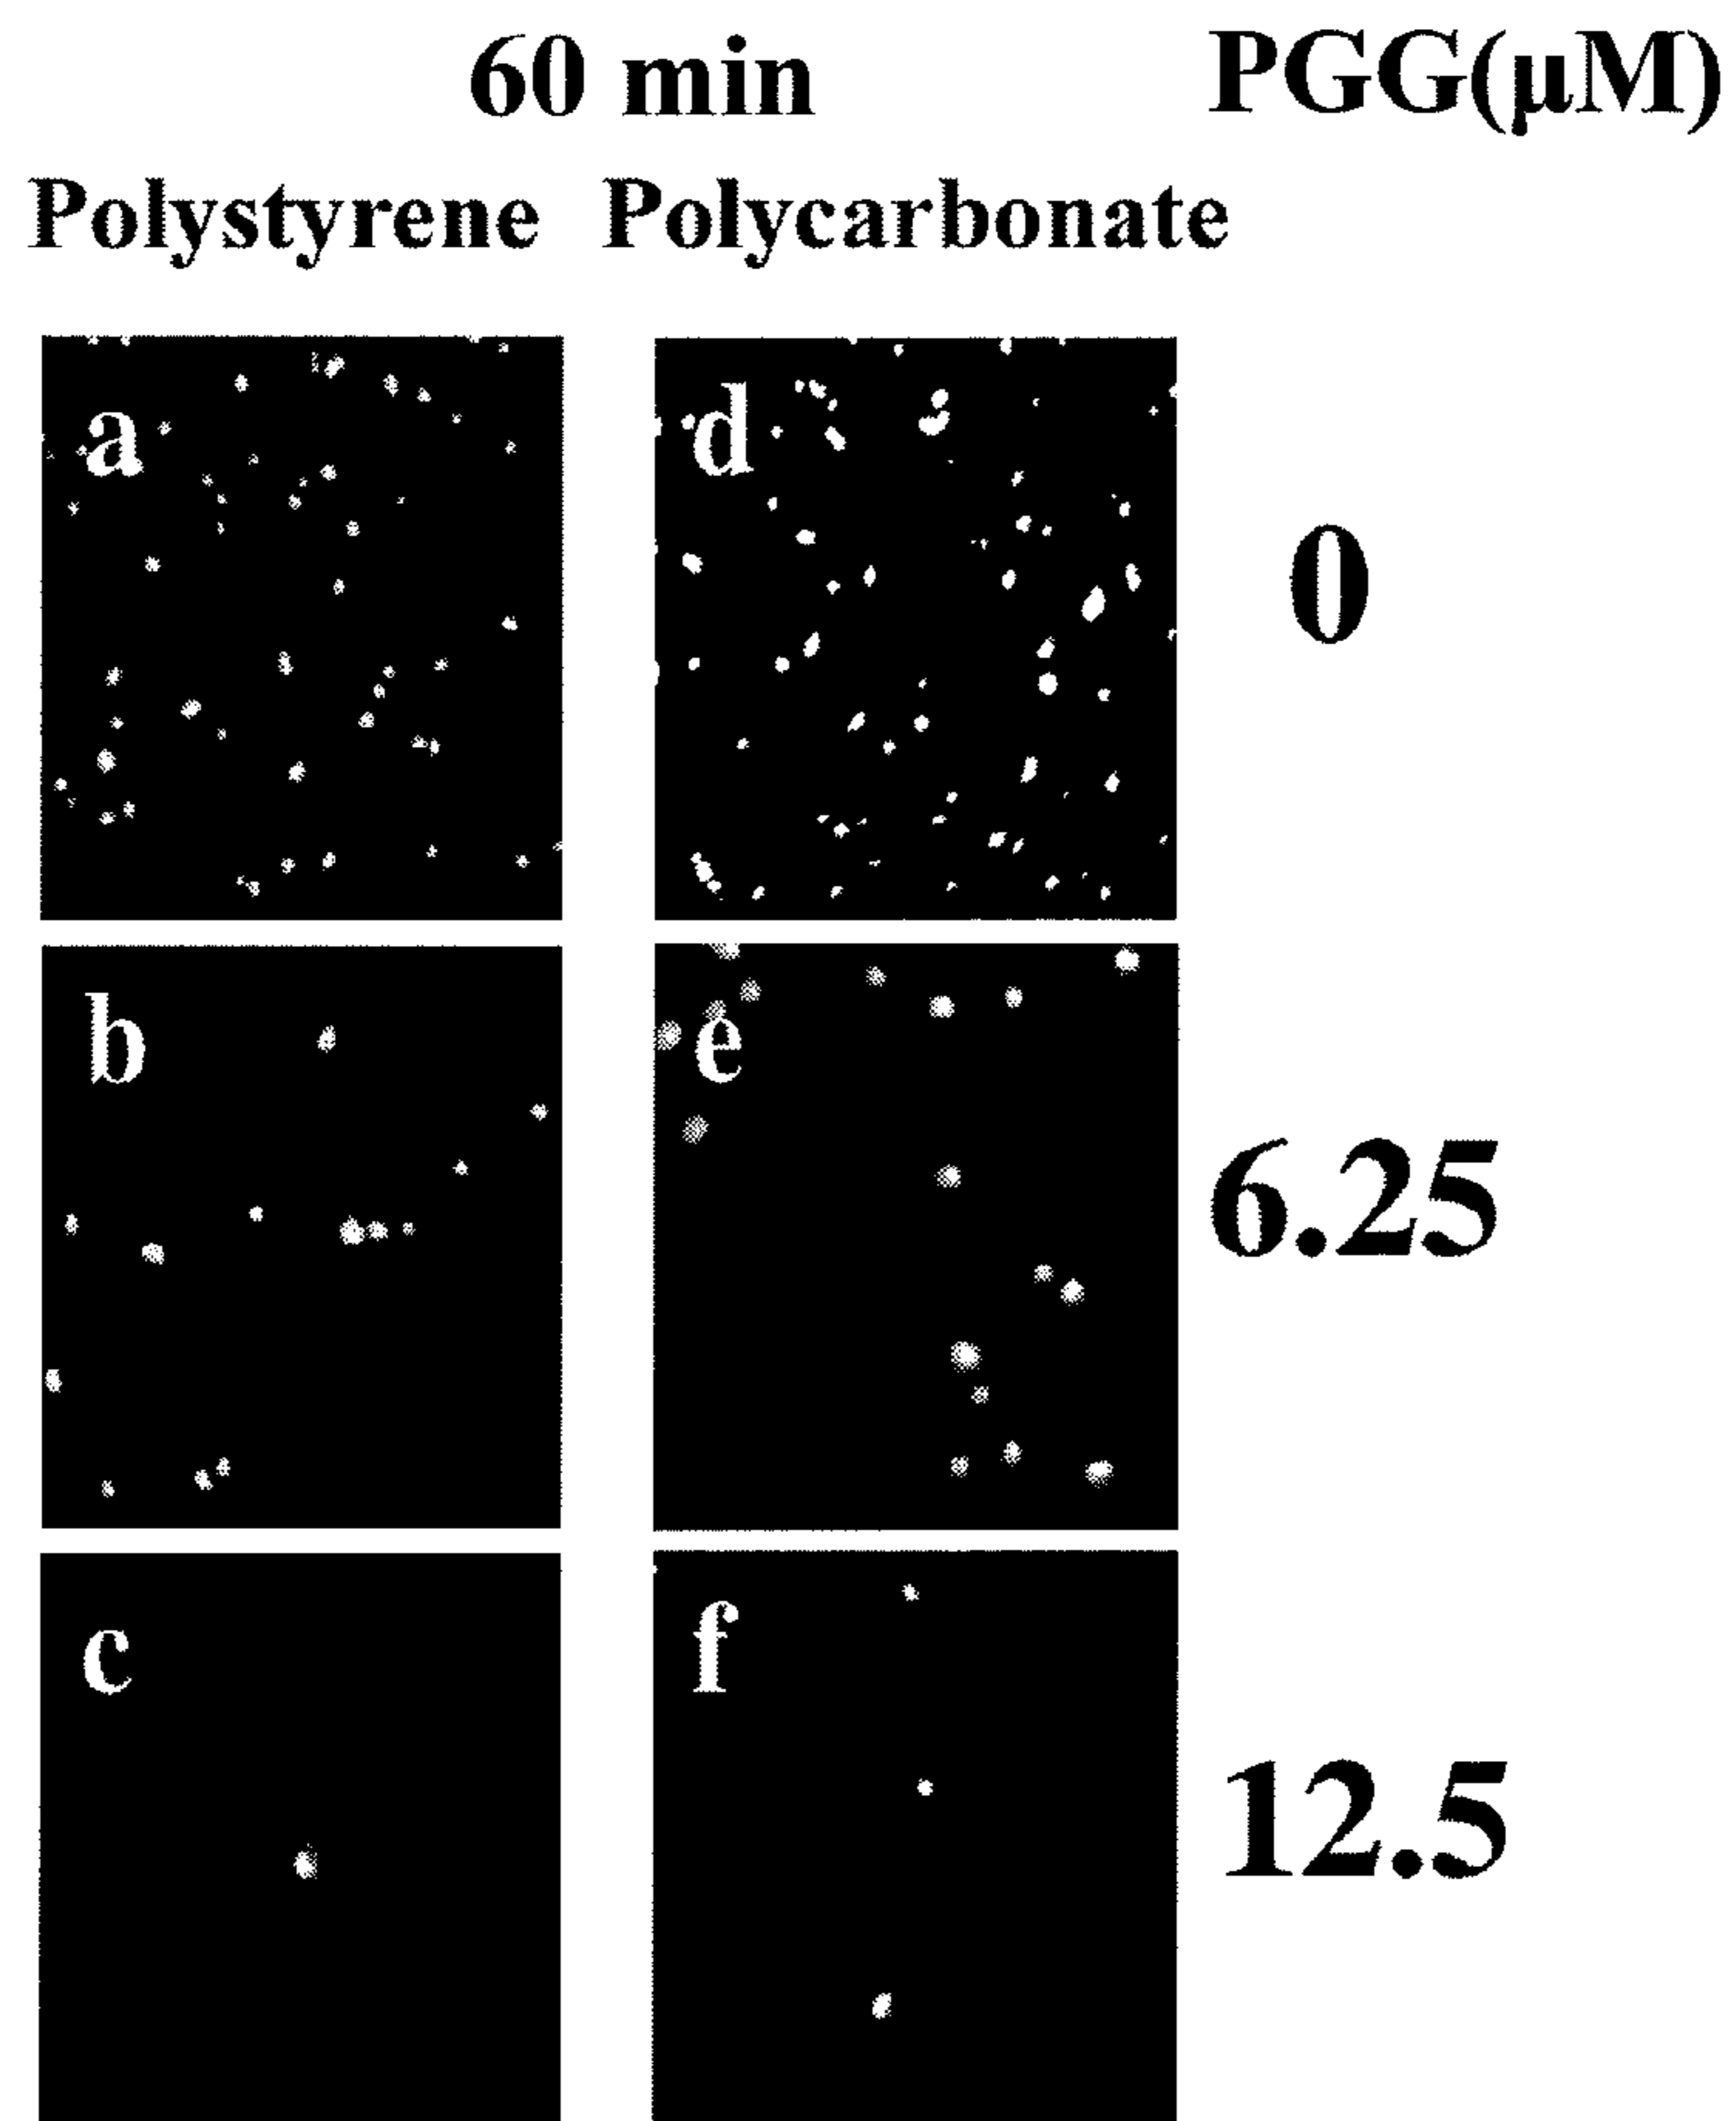 60 min PGG(μM)
Polystyrene Polycarbonate
a d
0
b e
6.25
c f
12.5